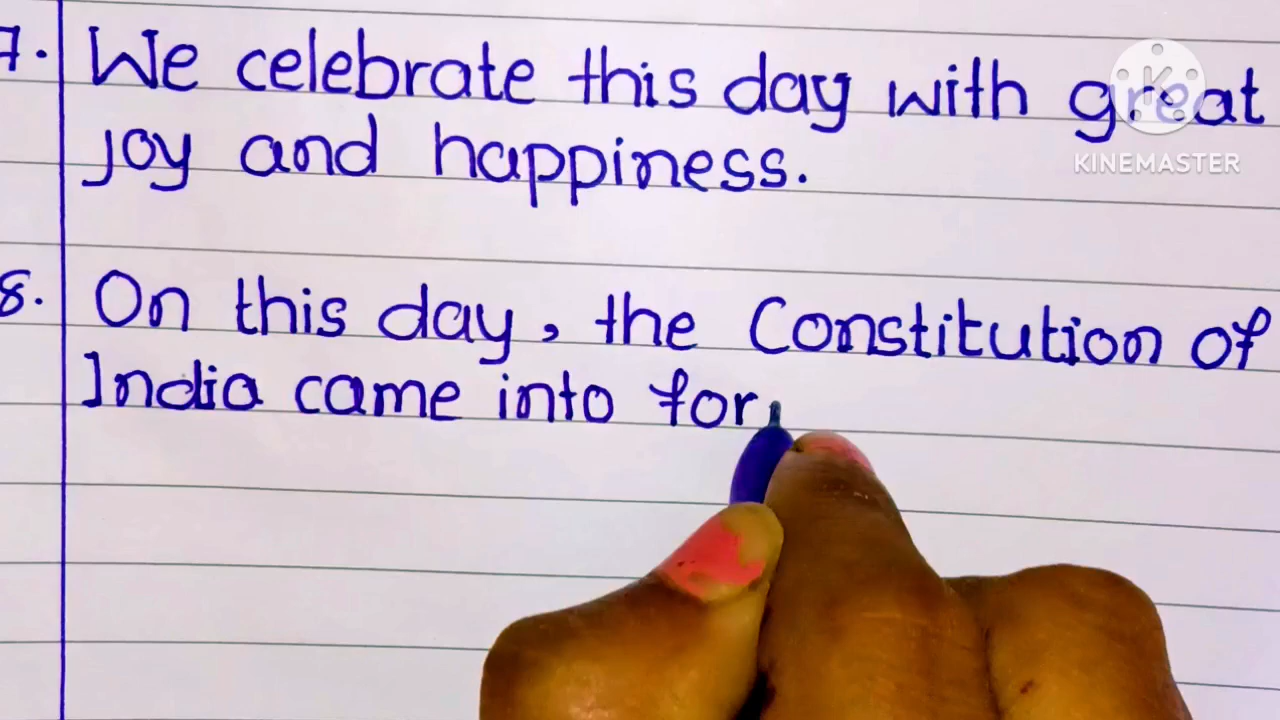 7. We celebrate this day with great
joy and happiness.
8. On this day, the Constitution of
India came into for
KINEMASTER